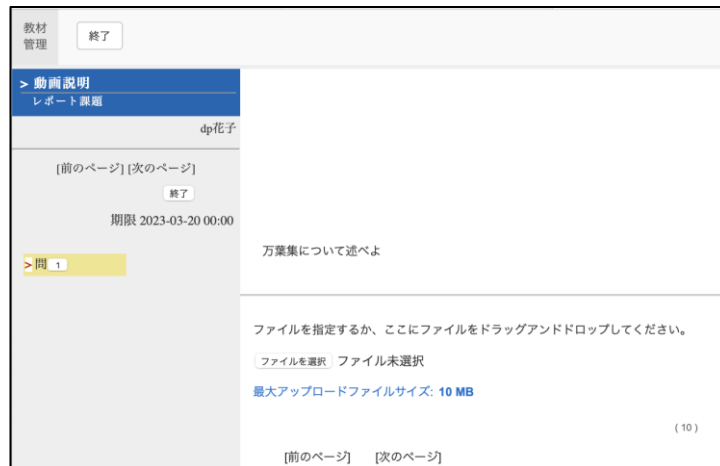 教材
管理
終了
> 動画説明
レポート課題
dp花子
[前のページ] [次のページ]
終了
期限 2023-03-20 00:00
>問 1
万葉集について述べよ
ファイルを指定するか、ここにファイルをドラッグアンドドロップしてください。
ファイルを選択 ファイル未選択
最大アップロードファイルサイズ: 10 MB
( 10 )
[前のページ] [次のページ]